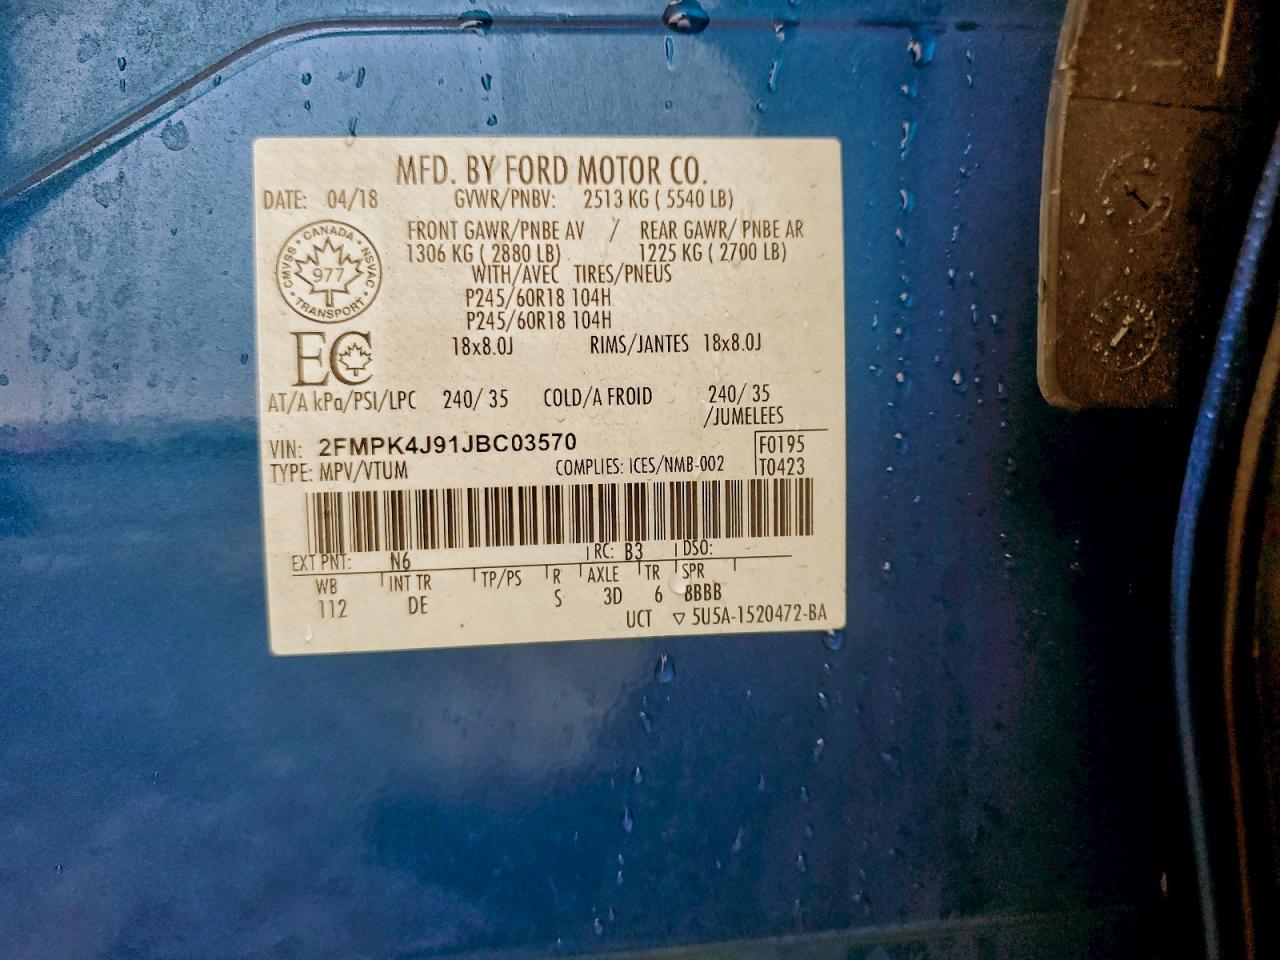 MFD. BY FORD MOTOR CO.
DATE: 04/18 GVWR/PNBV: 2513 KG ( 5540 LB)
FRONT GAWR/PNBE AV / REAR GAWR/ PNBE AR
1306 KG ( 2880 LB) 1225 KG ( 2700 LB)
WITH/AVEC TIRES/PNEUS
P245/60R18 104H
P245/60R18 104H
18x8.0J RIMS/JANTES 18x8.0J
CANADA
CMVSS 977 NSVAC
TRANSPORT
EC
AT/A kPa/PSI/LPC 240/ 35 COLD/A FROID 240/ 35
/JUMELEES
VIN: 2FMPK4J91JBC03570 F0195
TYPE: MPV/VTUM COMPLIES: ICES/NMB-002 T0423
EXT PNT: N6 RC: B3 DSO:
WB INT TR TP/PS R AXLE TR SPR
112 DE S 3D 6 BBBB
UCT ▽ 5U5A-1520472-BA